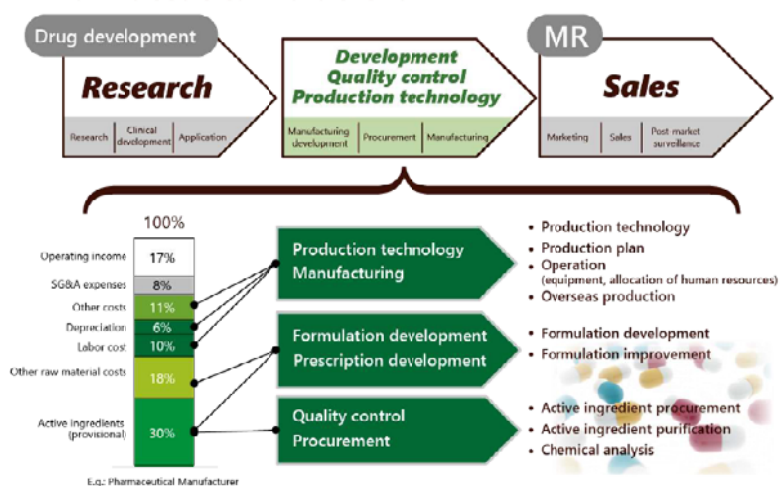 Drug development
MR
Research
Development
Quality control
Production technology
Sales
Research
Clinical
development
Application
Manufacturing
development
Procurement
Manufacturing
Marketing
Sales
Post-market
surveillance
100%
Operating income
17%
SG&A expenses
8%
Other costs
11%
Depreciation
6%
Labor cost
10%
Other raw material costs
18%
Active ingredients
(provisional)
30%
E.g.: Pharmaceutical Manufacturer
Production technology
Manufacturing
• Production technology
• Production plan
• Operation
(equipment, allocation of human resources)
• Overseas production
Formulation development
Prescription development
• Formulation development
• Formulation improvement
Quality control
Procurement
• Active ingredient procurement
• Active ingredient purification
• Chemical analysis